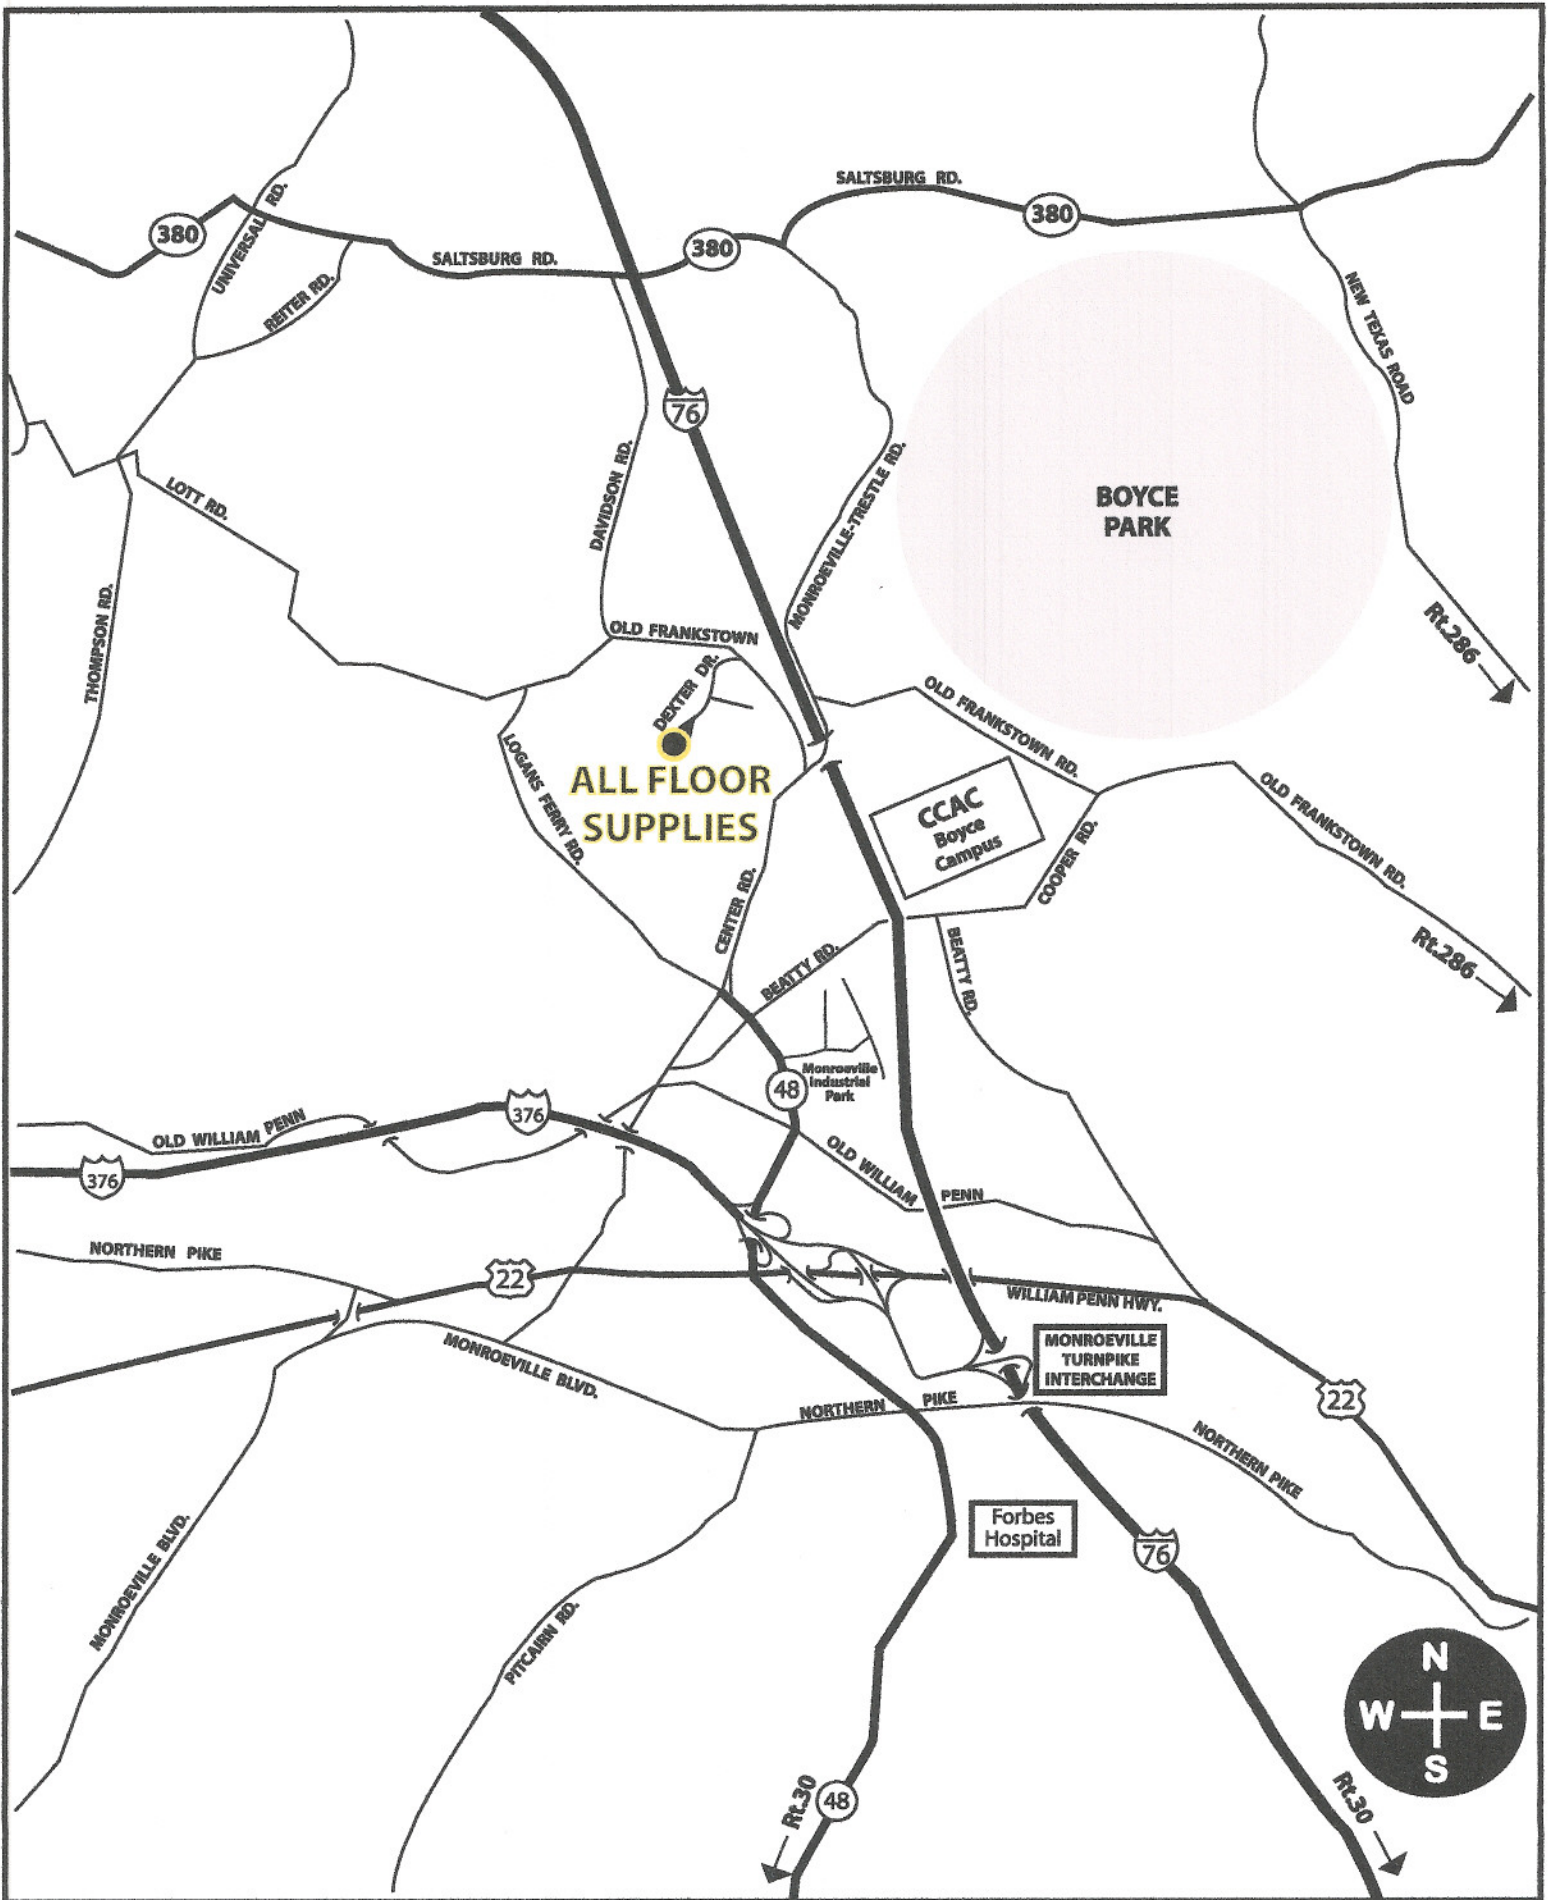 SALTSBURG RD.
380
380
380
UNIVERSAL RD.
SALTSBURG RD.
REITER RD.
NEW TEXAS ROAD
76
DAVIDSON RD.
MONROEVILLE-TRESTLE RD.
LOTT RD.
BOYCE
PARK
THOMPSON RD.
OLD FRANKSTOWN
Rt.286
DEXTER DR.
OLD FRANKSTOWN RD.
LOGANS FERRY RD.
ALL FLOOR
SUPPLIES
CCAC
Boyce
Campus
OLD FRANKSTOWN RD.
COOPER RD.
CENTER RD.
BEATTY RD.
BEATTY RD.
Rt.286
48
Monroeville
Industrial
Park
376
OLD WILLIAM PENN
376
OLD WILLIAM PENN
NORTHERN PIKE
22
WILLIAM PENN HWY.
MONROEVILLE BLVD.
MONROEVILLE
TURNPIKE
INTERCHANGE
22
NORTHERN PIKE
NORTHERN PIKE
Forbes
Hospital
76
MONROEVILLE BLVD.
PITCAIRN RD.
N
W E
S
Rt.30
48
Rt.30